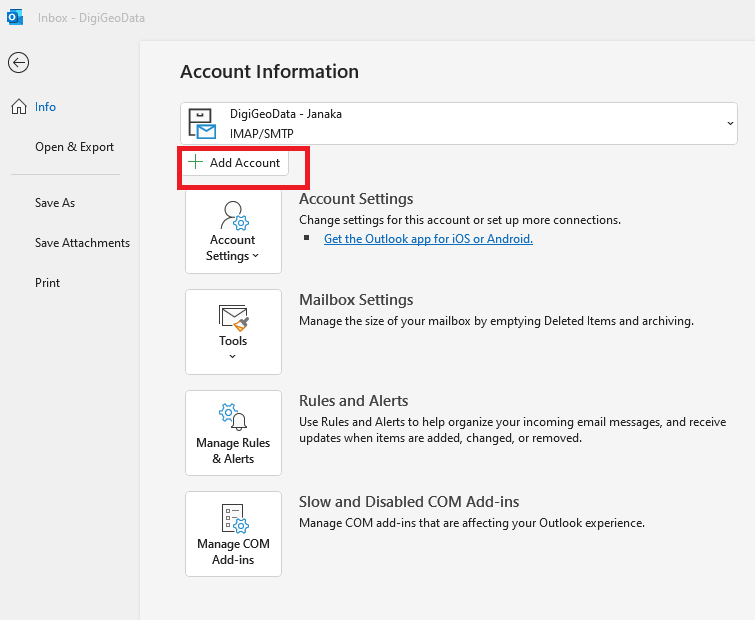 Inbox - DigiGeoData
Info
Open & Export
Save As
Save Attachments
Print
Account Information
DigiGeoData - Janaka
IMAP/SMTP
Add Account
Account
Settings
Account Settings
Change settings for this account or set up more connections.
Get the Outlook app for iOS or Android.
Tools
Mailbox Settings
Manage the size of your mailbox by emptying Deleted Items and archiving.
Manage Rules
& Alerts
Rules and Alerts
Use Rules and Alerts to help organize your incoming email messages, and receive
updates when items are added, changed, or removed.
Manage COM
Add-ins
Slow and Disabled COM Add-ins
Manage COM add-ins that are affecting your Outlook experience.